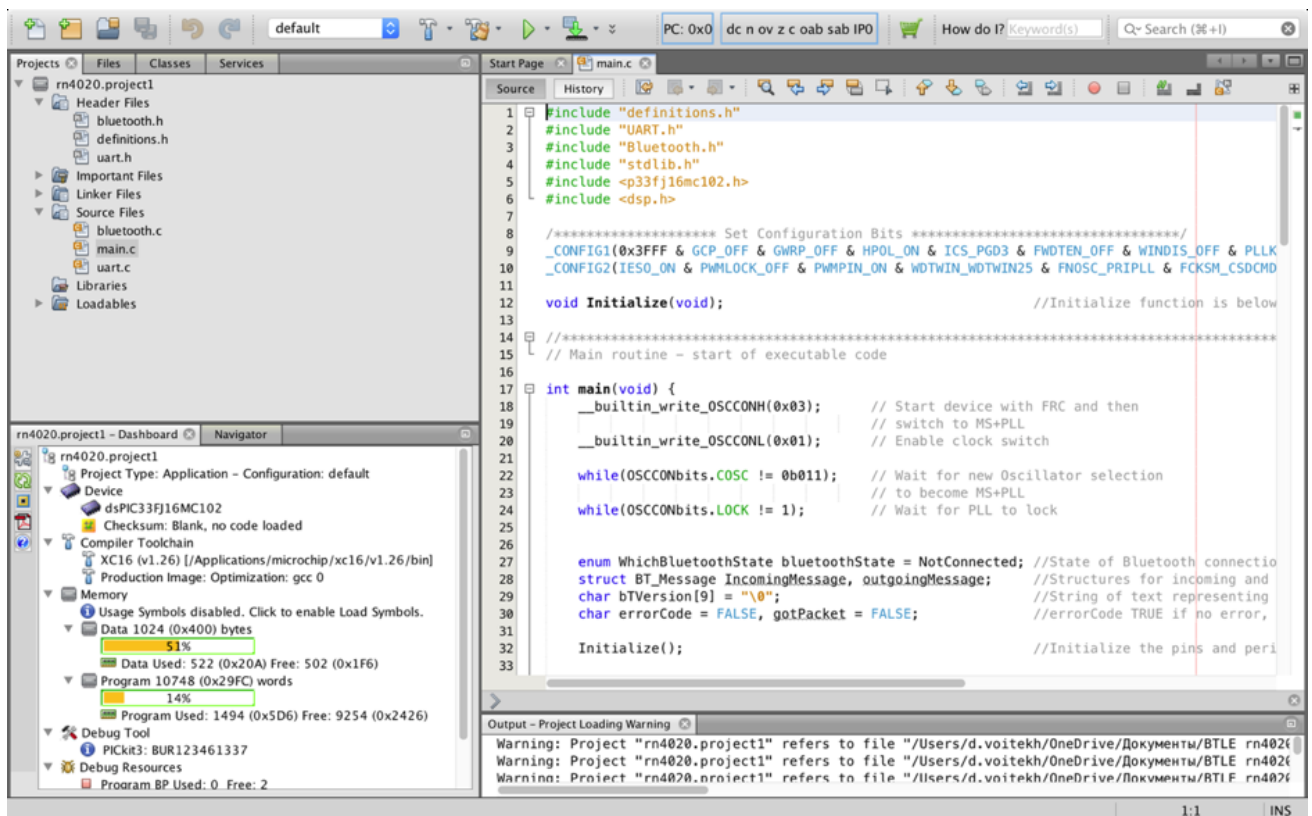 default
PC: 0x0
dc n ov z c oab sab IP0
How do I?
Keyword(s)
Search (⌘+I)
Projects
Files
Classes
Services
rn4020.project1
Header Files
bluetooth.h
definitions.h
uart.h
Important Files
Linker Files
Source Files
bluetooth.c
main.c
uart.c
Libraries
Loadables
rn4020.project1 – Dashboard
Navigator
rn4020.project1
Project Type: Application – Configuration: default
Device
dsPIC33FJ16MC102
Checksum: Blank, no code loaded
Compiler Toolchain
XC16 (v1.26) [/Applications/microchip/xc16/v1.26/bin]
Production Image: Optimization: gcc 0
Memory
Usage Symbols disabled. Click to enable Load Symbols.
Data 1024 (0x400) bytes
51%
Data Used: 522 (0x20A) Free: 502 (0x1F6)
Program 10748 (0x29FC) words
14%
Program Used: 1494 (0x5D6) Free: 9254 (0x2426)
Debug Tool
PICkit3: BUR123461337
Debug Resources
Program BP Used: 0 Free: 2
Start Page
main.c
Source
History
1 #include "definitions.h"
2 #include "UART.h"
3 #include "Bluetooth.h"
4 #include "stdlib.h"
5 #include <p33fj16mc102.h>
6 #include <dsp.h>
7
8 /******************** Set Configuration Bits *********************************/
9 _CONFIG1(0x3FFF & GCP_OFF & GWRP_OFF & HPOL_ON & ICS_PGD3 & FWDTEN_OFF & WINDIS_OFF & PLLK
10 _CONFIG2(IESO_ON & PWMLOCK_OFF & PWMPIN_ON & WDTWIN_WDTWIN25 & FNOSC_PRIPLL & FCKSM_CSDCMD
11
12 void Initialize(void); //Initialize function is below
13
14 //******************************************************************************************
15 // Main routine – start of executable code
16
17 int main(void) {
18 __builtin_write_OSCCONH(0x03); // Start device with FRC and then
19 // switch to MS+PLL
20 __builtin_write_OSCCONL(0x01); // Enable clock switch
21
22 while(OSCCONbits.COSC != 0b011); // Wait for new Oscillator selection
23 // to become MS+PLL
24 while(OSCCONbits.LOCK != 1); // Wait for PLL to lock
25
26
27 enum WhichBluetoothState bluetoothState = NotConnected; //State of Bluetooth connectio
28 struct BT_Message IncomingMessage, outgoingMessage; //Structures for incoming and
29 char bTVersion[9] = "\0"; //String of text representing
30 char errorCode = FALSE, gotPacket = FALSE; //errorCode TRUE if no error,
31
32 Initialize(); //Initialize the pins and peri
33
Output – Project Loading Warning
Warning: Project "rn4020.project1" refers to file "/Users/d.voitekh/OneDrive/Документы/BTLE rn402
Warning: Project "rn4020.project1" refers to file "/Users/d.voitekh/OneDrive/Документы/BTLE rn402
Warning: Project "rn4020.project1" refers to file "/Users/d.voitekh/OneDrive/Документы/BTLE rn402
1:1
INS